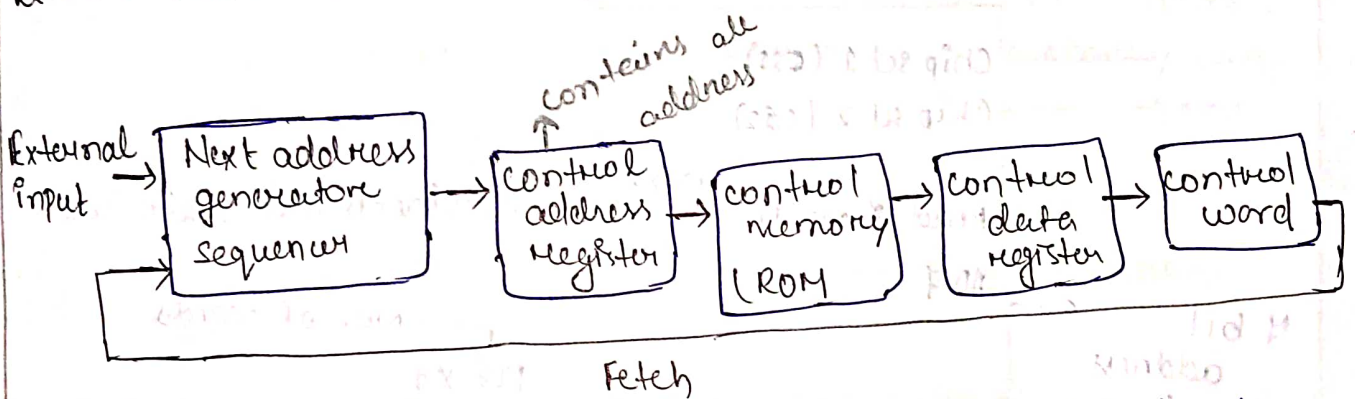 contains all
address
External
input
Next address
generatore
sequencer
control
address
register
control
memory
(ROM
control
data
register
control
word
Fetch